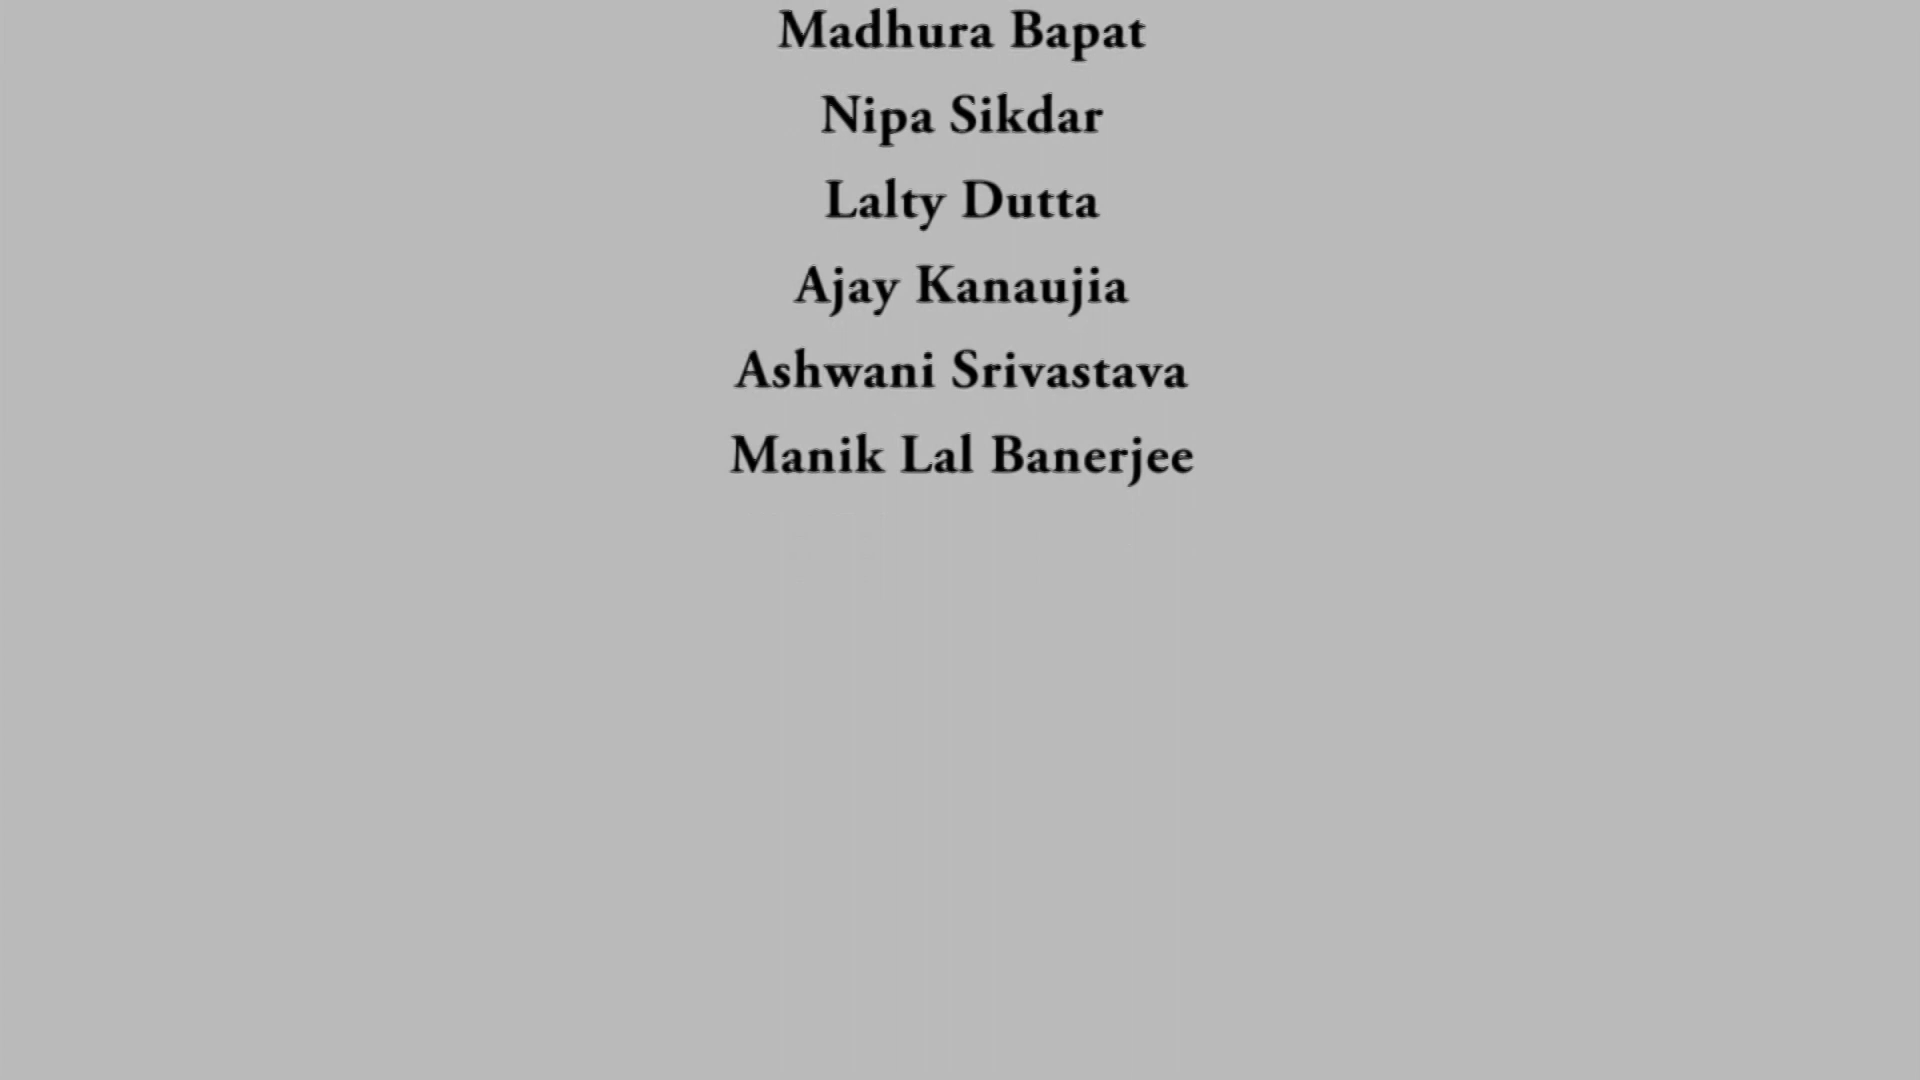 Madhura Bapat
Nipa Sikdar
Lalty Dutta
Ajay Kanaujia
Ashwani Srivastava
Manik Lal Banerjee